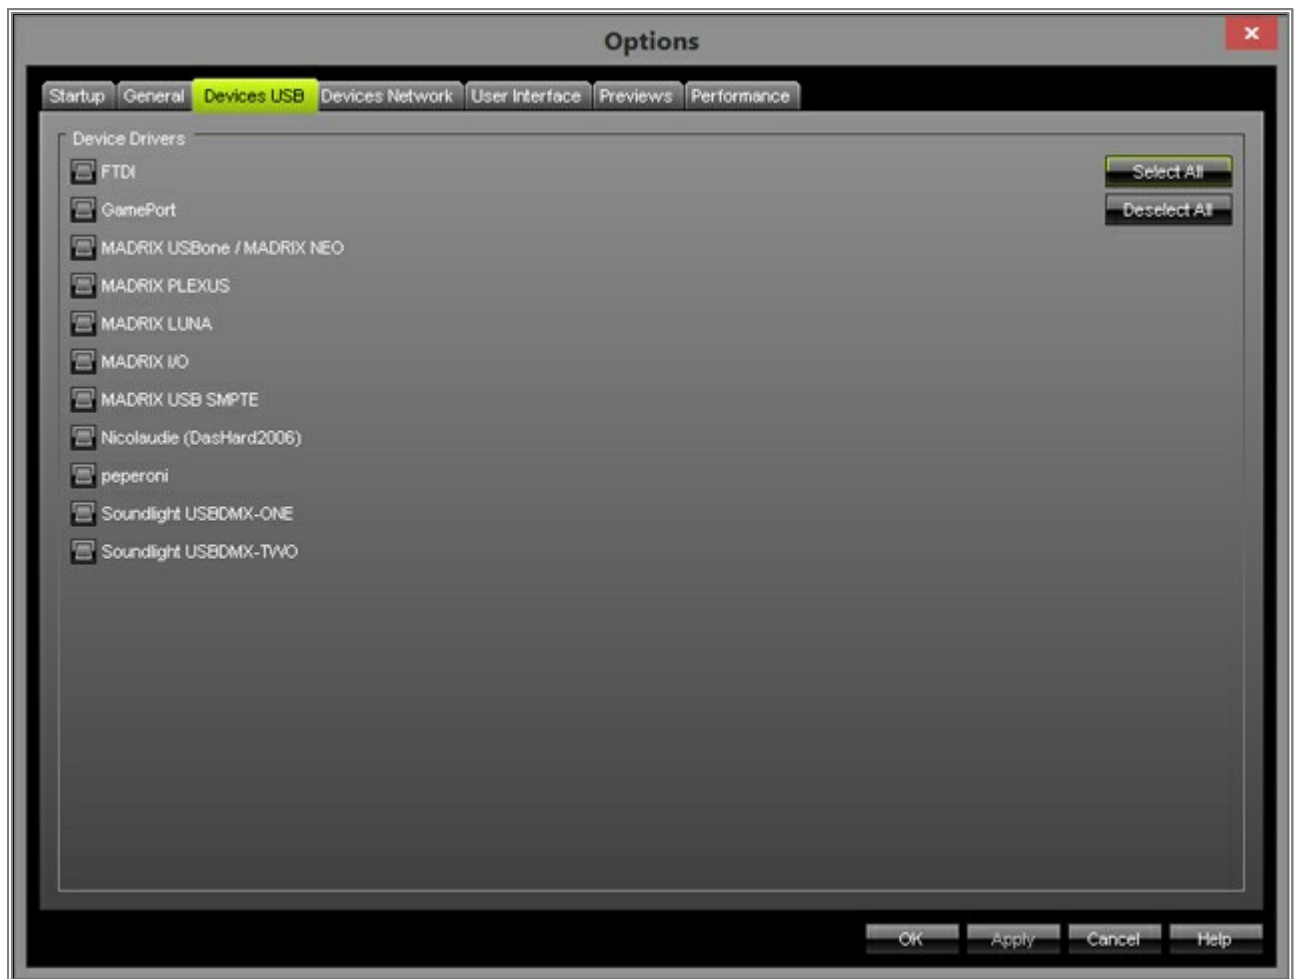 Options
Startup General Devices USB Devices Network User Interface Previews Performance
Device Drivers
FTDI
Select All
GamePort
Deselect All
MADRIX USBone / MADRIX NEO
MADRIX PLEXUS
MADRIX LUNA
MADRIX I/O
MADRIX USB SMPTE
Nicolaudie (DasHard2006)
peperoni
Soundlight USBDMX-ONE
Soundlight USBDMX-TWO
OK Apply Cancel Help